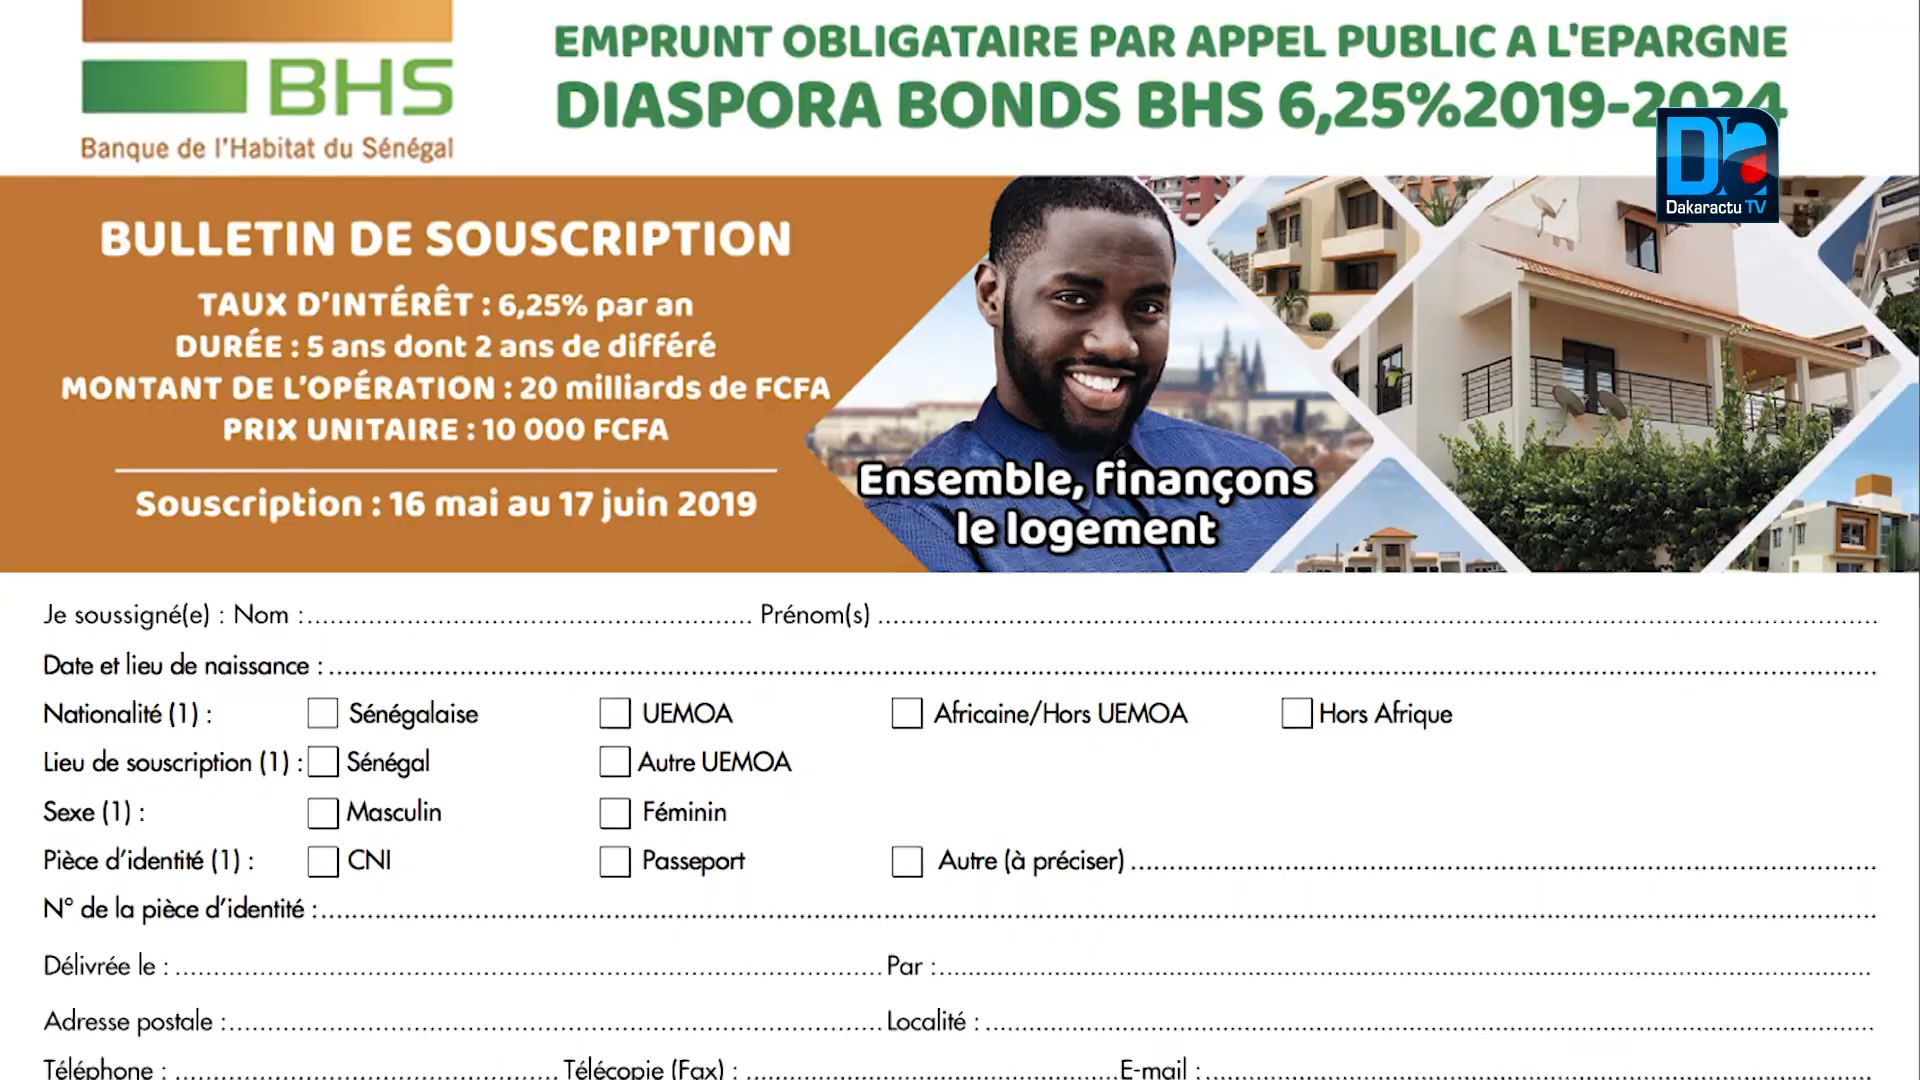 BHS
Banque de l'Habitat du Sénégal
EMPRUNT OBLIGATAIRE PAR APPEL PUBLIC A L'EPARGNE
DIASPORA BONDS BHS 6,25%2019-2024
Dakaractu TV
BULLETIN DE SOUSCRIPTION
TAUX D'INTÉRÊT : 6,25% par an
DURÉE : 5 ans dont 2 ans de différé
MONTANT DE L'OPÉRATION : 20 milliards de FCFA
PRIX UNITAIRE : 10 000 FCFA
Souscription : 16 mai au 17 juin 2019
Ensemble, finançons
le logement
Je soussigné(e) : Nom : Prénom(s)
Date et lieu de naissance :
Nationalité (1) : Sénégalaise UEMOA Africaine/Hors UEMOA Hors Afrique
Lieu de souscription (1) : Sénégal Autre UEMOA
Sexe (1) : Masculin Féminin
Pièce d'identité (1) : CNI Passeport Autre (à préciser)
N° de la pièce d'identité :
Délivrée le : Par :
Adresse postale : Localité :
Téléphone : Télécopie (Fax) : E-mail :